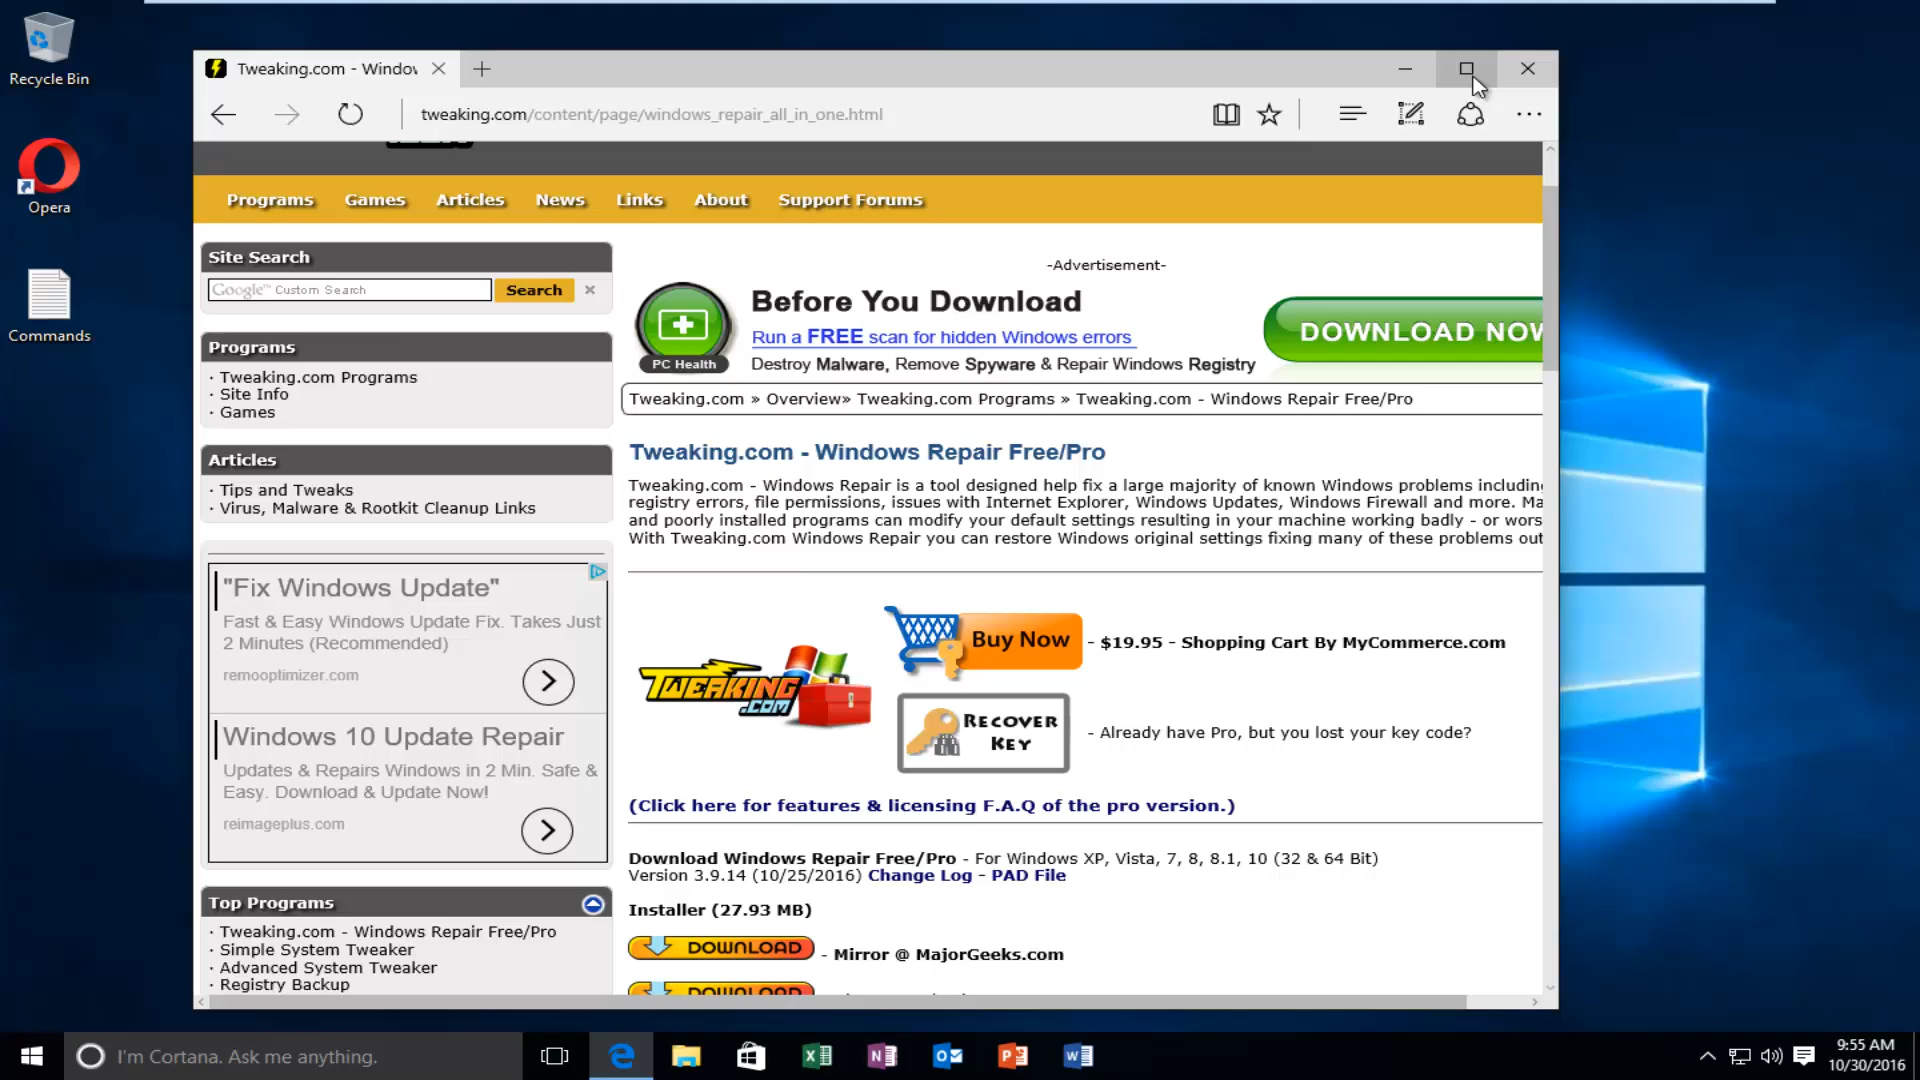 Recycle Bin
Opera
Commands
Tweaking.com - Windov
tweaking.com/content/page/windows_repair_all_in_one.html
Programs Games Articles News Links About Support Forums
Site Search
Google™ Custom Search Search
Programs
· Tweaking.com Programs
· Site Info
· Games
Articles
· Tips and Tweaks
· Virus, Malware & Rootkit Cleanup Links
"Fix Windows Update"
Fast & Easy Windows Update Fix. Takes Just
2 Minutes (Recommended)
remooptimizer.com
Windows 10 Update Repair
Updates & Repairs Windows in 2 Min. Safe &
Easy. Download & Update Now!
reimageplus.com
Top Programs
· Tweaking.com - Windows Repair Free/Pro
· Simple System Tweaker
· Advanced System Tweaker
· Registry Backup
-Advertisement-
PC Health
Before You Download
Run a FREE scan for hidden Windows errors
Destroy Malware, Remove Spyware & Repair Windows Registry
DOWNLOAD NOW
Tweaking.com » Overview» Tweaking.com Programs » Tweaking.com - Windows Repair Free/Pro
Tweaking.com - Windows Repair Free/Pro
Tweaking.com - Windows Repair is a tool designed help fix a large majority of known Windows problems includin
registry errors, file permissions, issues with Internet Explorer, Windows Updates, Windows Firewall and more. Ma
and poorly installed programs can modify your default settings resulting in your machine working badly - or wors
With Tweaking.com Windows Repair you can restore Windows original settings fixing many of these problems out
TWEAKING
.COM
Buy Now - $19.95 - Shopping Cart By MyCommerce.com
RECOVER
KEY
- Already have Pro, but you lost your key code?
(Click here for features & licensing F.A.Q of the pro version.)
Download Windows Repair Free/Pro - For Windows XP, Vista, 7, 8, 8.1, 10 (32 & 64 Bit)
Version 3.9.14 (10/25/2016) Change Log - PAD File
Installer (27.93 MB)
DOWNLOAD - Mirror @ MajorGeeks.com
DOWNLOAD
I'm Cortana. Ask me anything.
9:55 AM
10/30/2016